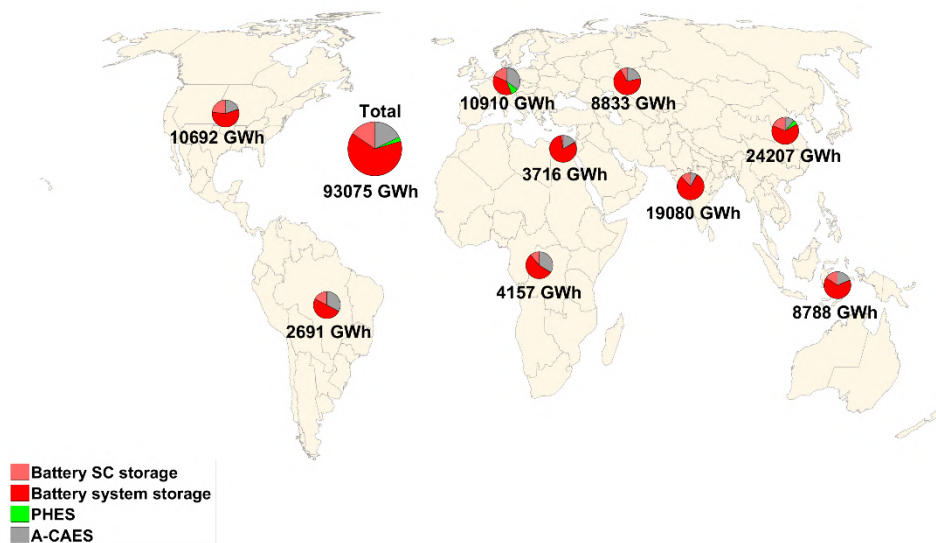 Total
10910 GWh
8833 GWh
10692 GWh
24207 GWh
3716 GWh
93075 GWh
19080 GWh
4157 GWh
8788 GWh
2691 GWh
Battery SC storage
Battery system storage
PHES
A-CAES